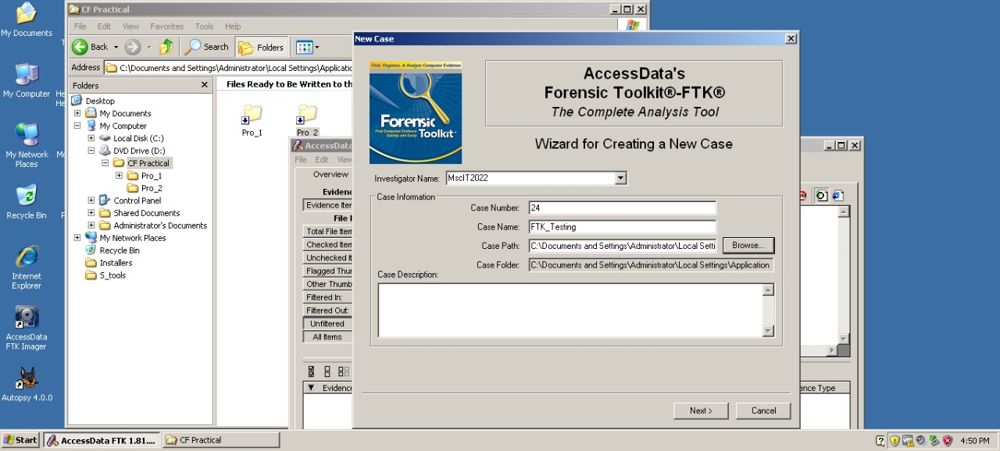 My Documents
My Computer
My Network
Places
Recycle Bin
Internet
Explorer
AccessData
FTK Imager
Autopsy 4.0.0
CF Practical
File Edit View Favorites Tools Help
Back Search Folders
Address C:\Documents and Settings\Administrator\Local Settings\Applicatio
Folders
Desktop
My Documents
My Computer
Local Disk (C:)
DVD Drive (D:)
CF Practical
Pro_1
Pro_2
Control Panel
Shared Documents
Administrator's Documents
My Network Places
Recycle Bin
Installers
S_tools
Files Ready to Be Written to th
Pro_1
Pro_2
AccessData
File Edit View
Overview
Evidenc
Evidence Iter
File I
Total File Item
Checked Item
Unchecked It
Flagged Thur
Other Thumb
Filtered In:
Filtered Out:
Unfiltered
All Items
Evidenc
ence Type
New Case
Find, Organize, & Analyze Computer Evidence
Forensic
Toolkit
Find Computer Evidence
Quickly and Easily
AccessData's
Forensic Toolkit®-FTK®
The Complete Analysis Tool
Wizard for Creating a New Case
Investigator Name: MscIT2022
Case Information
Case Number: 24
Case Name: FTK_Testing
Case Path: C:\Documents and Settings\Administrator\Local Setti Browse...
Case Folder: C:\Documents and Settings\Administrator\Local Settings\Application
Case Description:
Next > Cancel
Start AccessData FTK 1.81.... CF Practical 4:50 PM